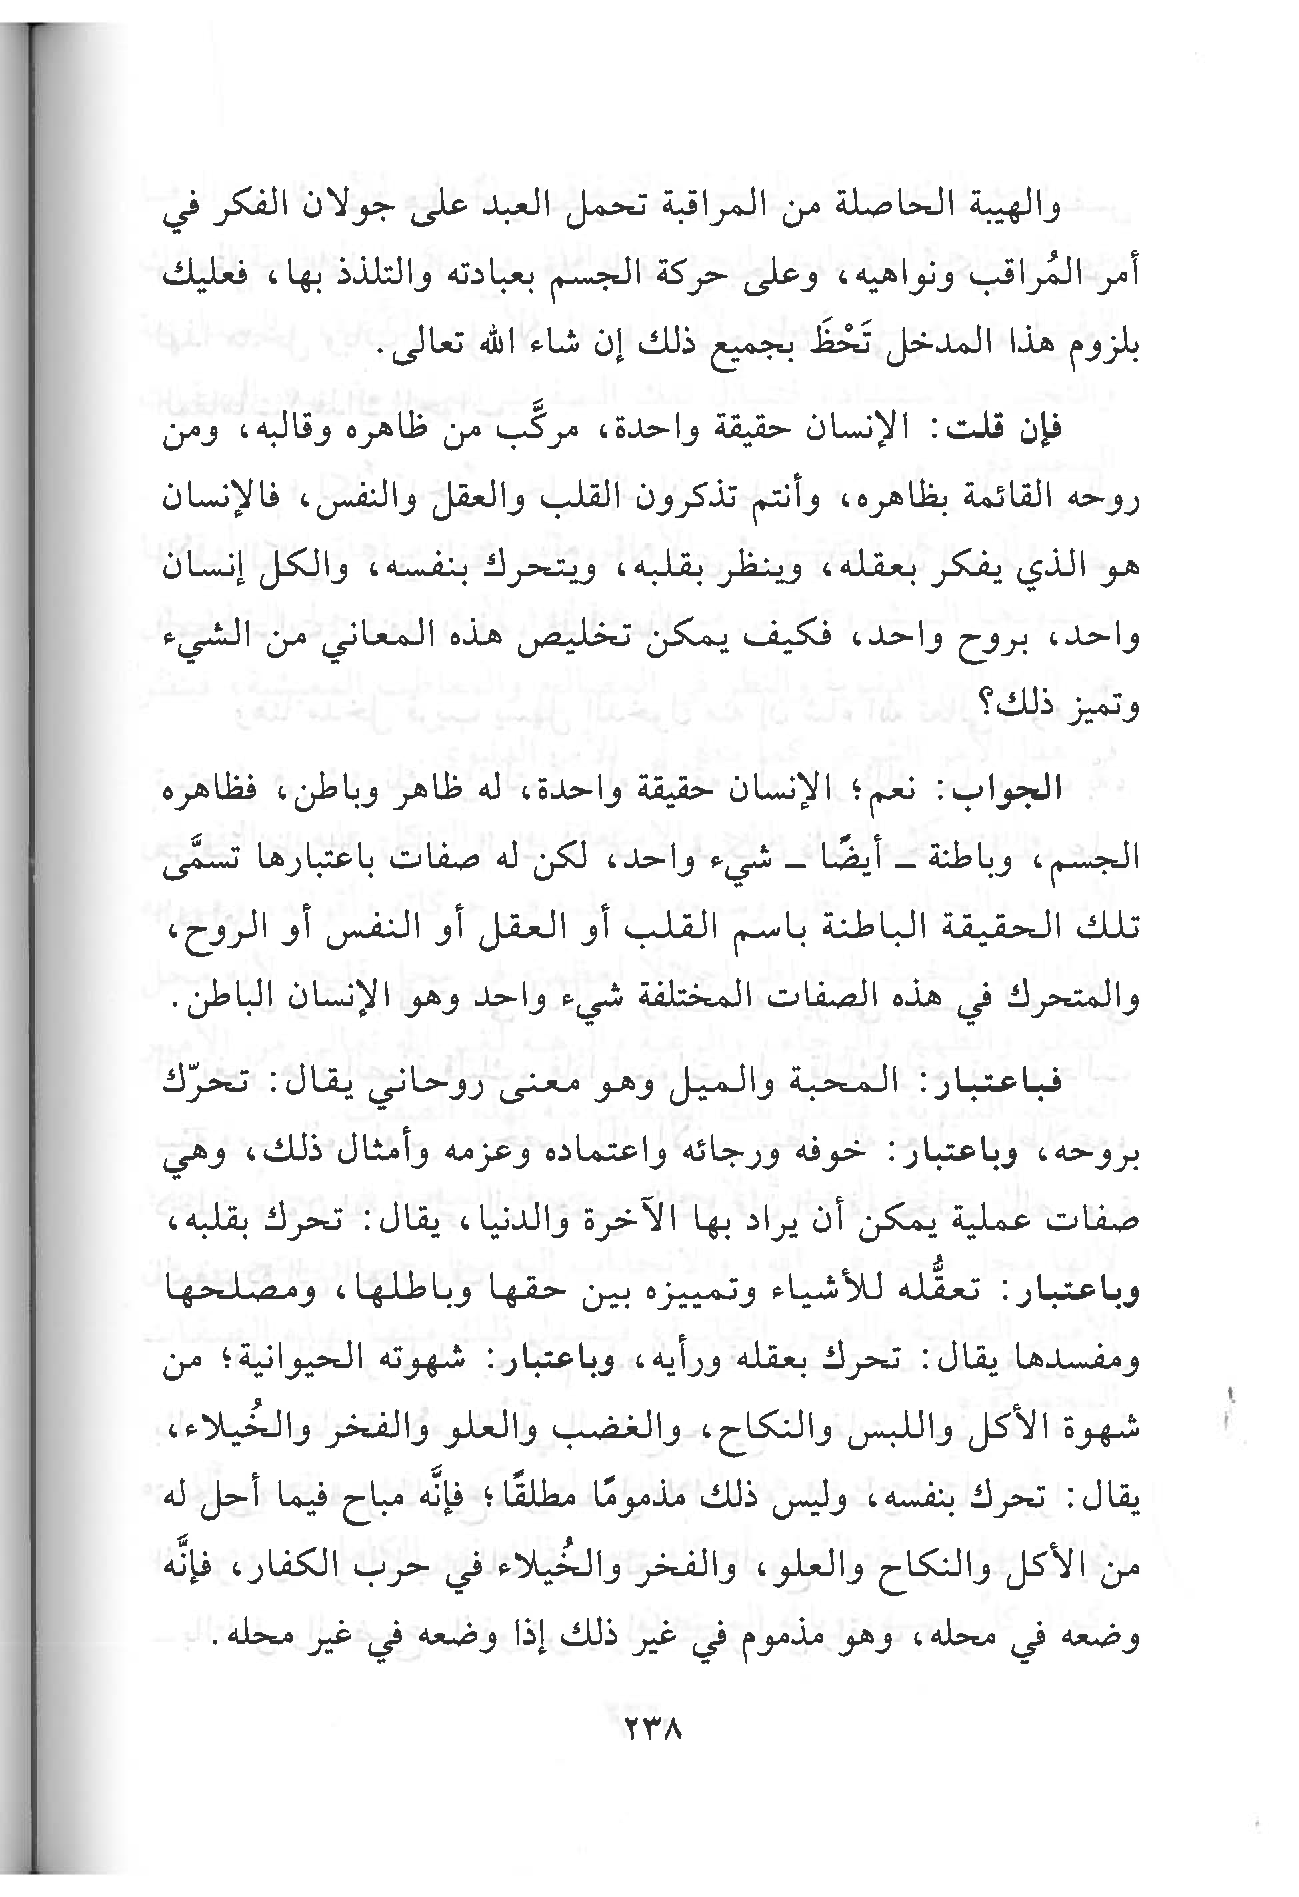 والهيبة الحاصلة من المراقبة تحمل العبد على جولان الفكر في
أمر المُراقب ونواهيه، وعلى حركة الجسم بعبادته والتلذذ بها، فعليك
بلزوم هذا المدخل تَحْظَ بجميع ذلك إن شاء الله تعالى.
فإن قلت: الإنسان حقيقة واحدة، مركَّب من ظاهره وقالبه، ومن
روحه القائمة بظاهره، وأنتم تذكرون القلب والعقل والنفس، فالإنسان
هو الذي يفكر بعقله، وينظر بقلبه، ويتحرك بنفسه، والكل إنسان
واحد، بروح واحد، فكيف يمكن تخليص هذه المعاني من الشيء
وتميز ذلك؟
الجواب: نعم؛ الإنسان حقيقة واحدة، له ظاهر وباطن، فظاهره
الجسم، وباطنة ـ أيضًا ـ شيء واحد، لكن له صفات باعتبارها تسمَّى
تلك الحقيقة الباطنة باسم القلب أو العقل أو النفس أو الروح،
والمتحرك في هذه الصفات المختلفة شيء واحد وهو الإنسان الباطن.
فباعتبار: المحبة والميل وهو معنى روحاني يقال: تحرّك
بروحه، وباعتبار: خوفه ورجائه واعتماده وعزمه وأمثال ذلك، وهي
صفات عملية يمكن أن يراد بها الآخرة والدنيا، يقال: تحرك بقلبه،
وباعتبار: تعقُّله للأشياء وتمييزه بين حقها وباطلها، ومصلحها
ومفسدها يقال: تحرك بعقله ورأيه، وباعتبار: شهوته الحيوانية؛ من
شهوة الأكل واللبس والنكاح، والغضب والعلو والفخر والخُيلاء،
يقال: تحرك بنفسه، وليس ذلك مذمومًا مطلقًا؛ فإنَّه مباح فيما أحل له
من الأكل والنكاح والعلو، والفخر والخُيلاء في حرب الكفار، فإنَّه
وضعه في محله، وهو مذموم في غير ذلك إذا وضعه في غير محله.
٢٣٨